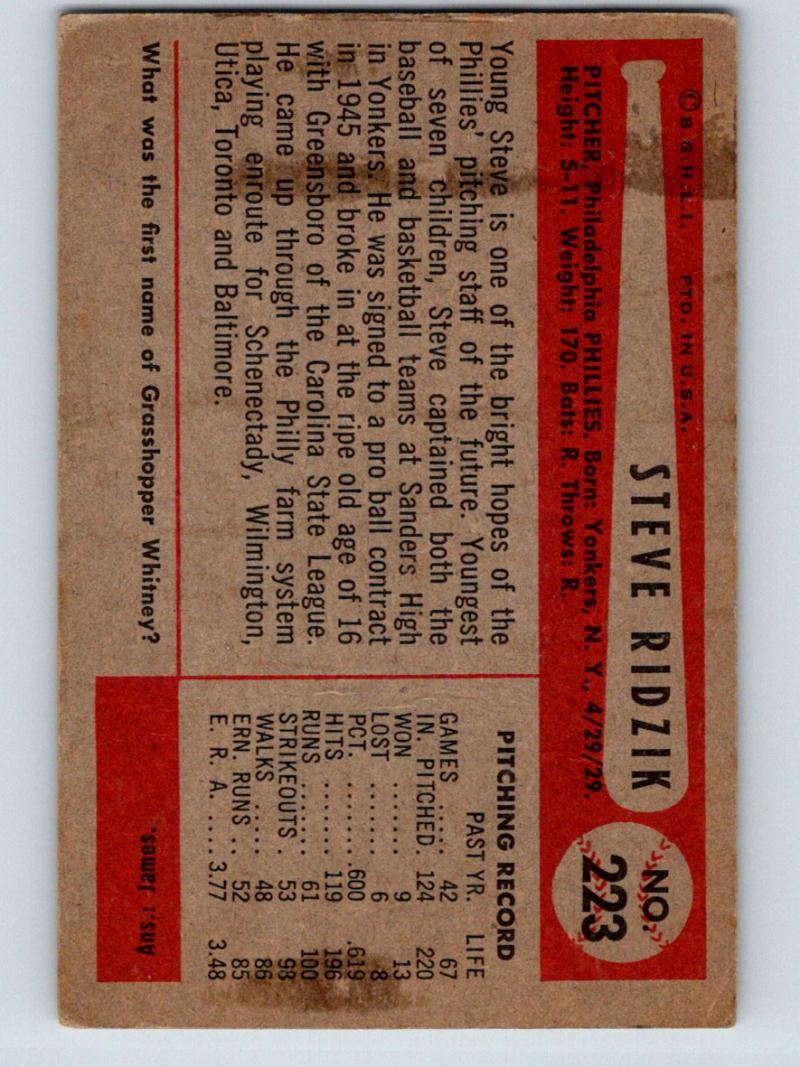 © B.G.H.L.I. PTD. IN U.S.A.
STEVE RIDZIK
NO.
223
PITCHER, Philadelphia PHILLIES. Born: Yonkers, N. Y., 4/29/29.
Height: 5-11. Weight: 170. Bats: R. Throws: R.
Young Steve is one of the bright hopes of the
Phillies' pitching staff of the future. Youngest
of seven children, Steve captained both the
baseball and basketball teams at Sanders High
in Yonkers. He was signed to a pro ball contract
in 1945 and broke in at the ripe old age of 16
with Greensboro of the Carolina State League.
He came up through the Philly farm system
playing enroute for Schenectady, Wilmington,
Utica, Toronto and Baltimore.
PITCHING RECORD
PAST YR. LIFE
GAMES ..... 42 67
IN. PITCHED. 124 220
WON ....... 9 13
LOST ....... 6 8
PCT. ........ .600 .619
HITS ....... 119 196
RUNS ....... 61 100
STRIKEOUTS . 53 98
WALKS ..... 48 86
ERN. RUNS .. 52 85
E. R. A. .... 3.77 3.48
What was the first name of Grasshopper Whitney?
Ans.: James.